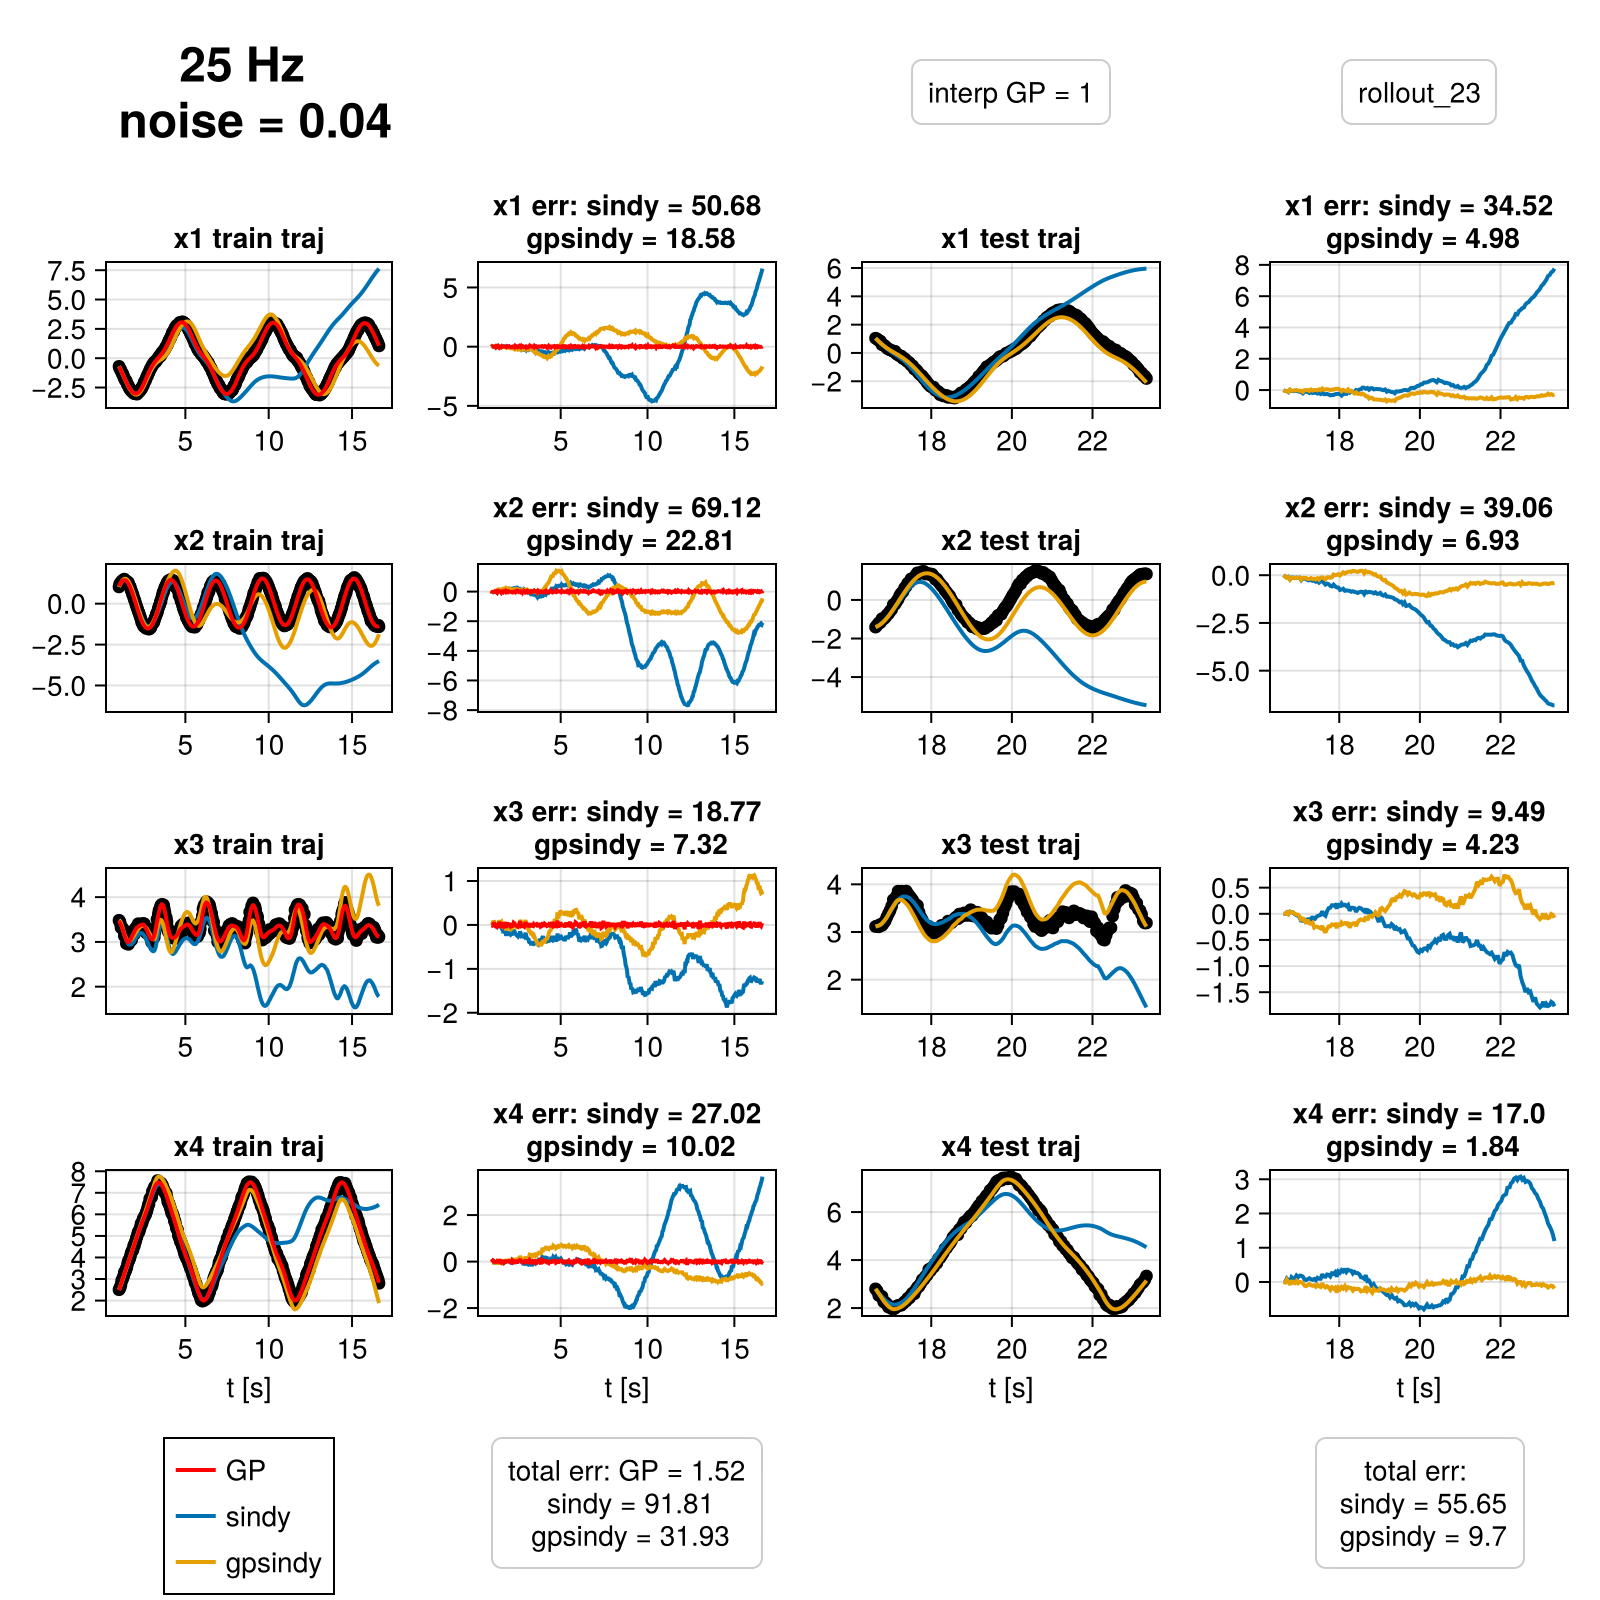 25 Hz
noise = 0.04
interp GP = 1
rollout_23
x1 train traj
7.5
5.0
2.5
0.0
−2.5
5 10 15
x1 err: sindy = 50.68
gpsindy = 18.58
5
0
−5
5 10 15
x1 test traj
6
4
2
0
−2
18 20 22
x1 err: sindy = 34.52
gpsindy = 4.98
8
6
4
2
0
18 20 22
x2 train traj
0.0
−2.5
−5.0
5 10 15
x2 err: sindy = 69.12
gpsindy = 22.81
0
−2
−4
−6
−8
5 10 15
x2 test traj
0
−2
−4
18 20 22
x2 err: sindy = 39.06
gpsindy = 6.93
0.0
−2.5
−5.0
18 20 22
x3 train traj
4
3
2
5 10 15
x3 err: sindy = 18.77
gpsindy = 7.32
1
0
−1
−2
5 10 15
x3 test traj
4
3
2
18 20 22
x3 err: sindy = 9.49
gpsindy = 4.23
0.5
0.0
−0.5
−1.0
−1.5
18 20 22
x4 train traj
8
7
6
5
4
3
2
5 10 15
t [s]
x4 err: sindy = 27.02
gpsindy = 10.02
2
0
−2
5 10 15
t [s]
x4 test traj
6
4
2
18 20 22
t [s]
x4 err: sindy = 17.0
gpsindy = 1.84
3
2
1
0
18 20 22
t [s]
GP
sindy
gpsindy
total err: GP = 1.52
sindy = 91.81
gpsindy = 31.93
total err:
sindy = 55.65
gpsindy = 9.7